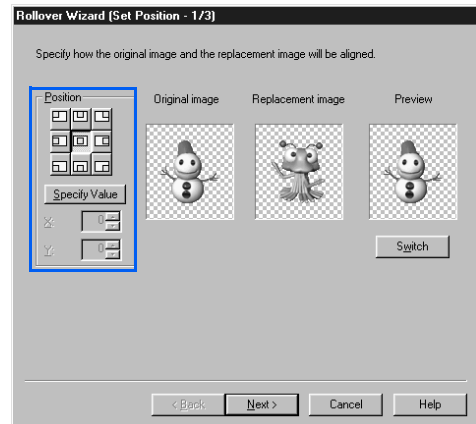 Rollover Wizard (Set Position - 1/3)
Specify how the original image and the replacement image will be aligned.
Position
Original image
Replacement image
Preview
Specify Value
X:
0
Y:
0
Switch
< Back
Next >
Cancel
Help